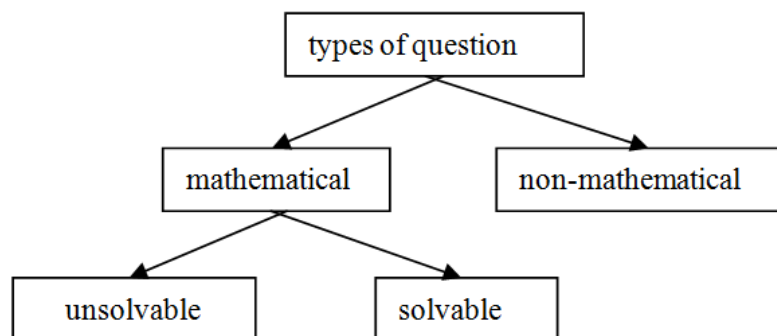 types of question
mathematical
non-mathematical
unsolvable
solvable